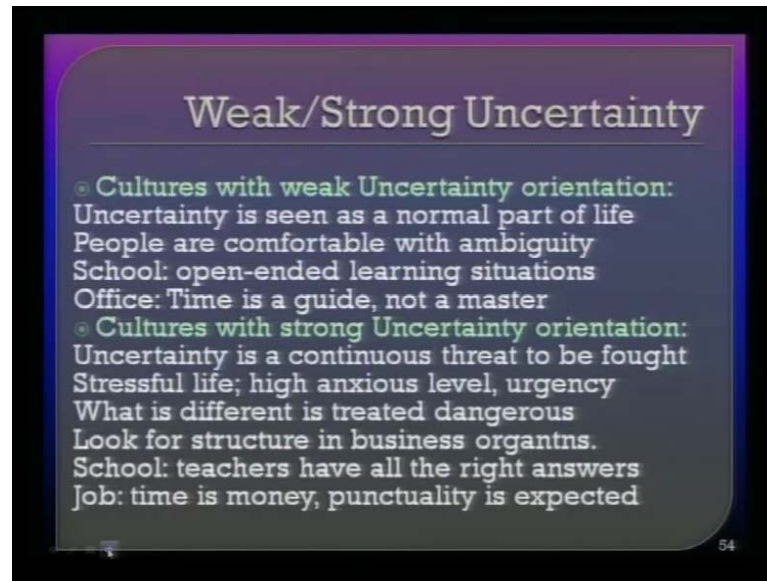 Weak/Strong Uncertainty
Cultures with weak Uncertainty orientation:
Uncertainty is seen as a normal part of life
People are comfortable with ambiguity
School: open-ended learning situations
Office: Time is a guide, not a master
Cultures with strong Uncertainty orientation:
Uncertainty is a continuous threat to be fought
Stressful life; high anxious level, urgency
What is different is treated dangerous
Look for structure in business organtns.
School: teachers have all the right answers
Job: time is money, punctuality is expected
54